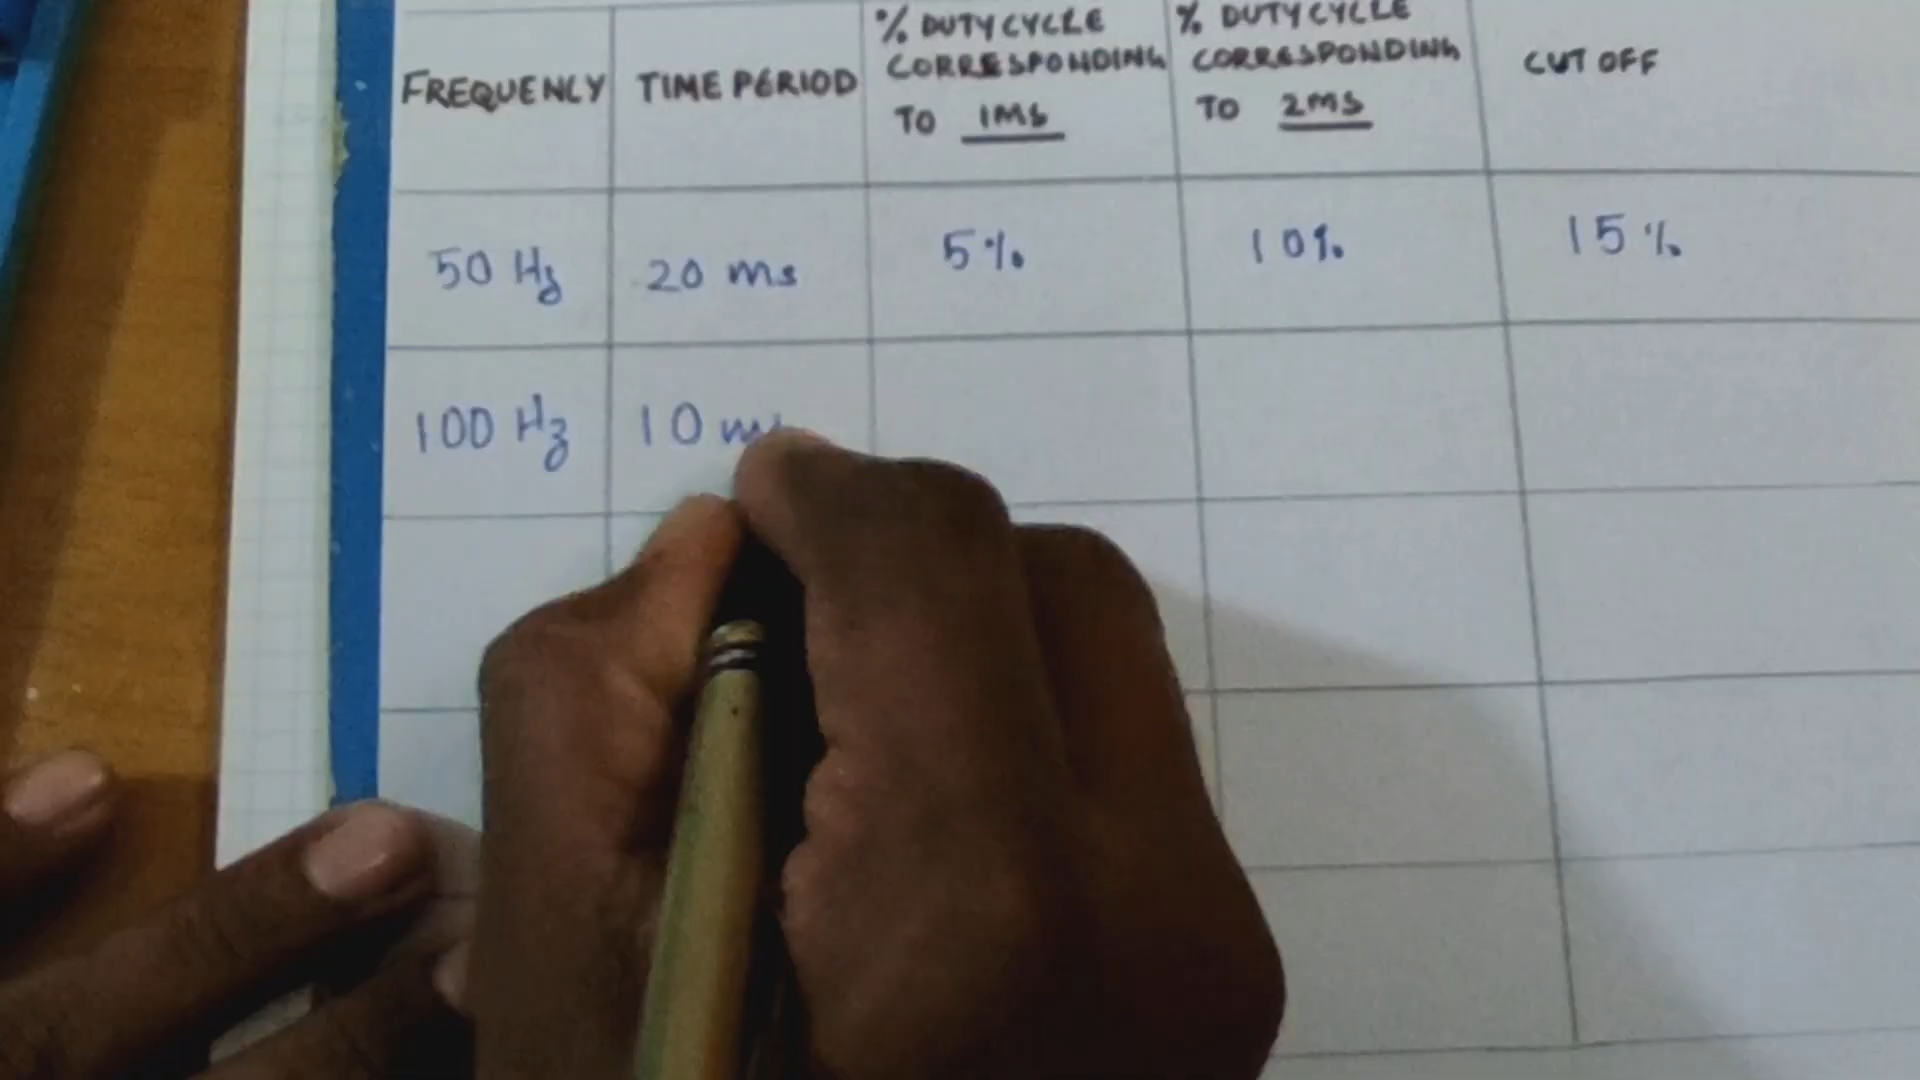 FREQUENCY
TIME PERIOD
% DUTY CYCLE
CORRESPONDING
TO 1MS
% DUTY CYCLE
CORRESPONDING
TO 2MS
CUT OFF
50 Hz
20 ms
5%
10%
15%
100 Hz
10 m